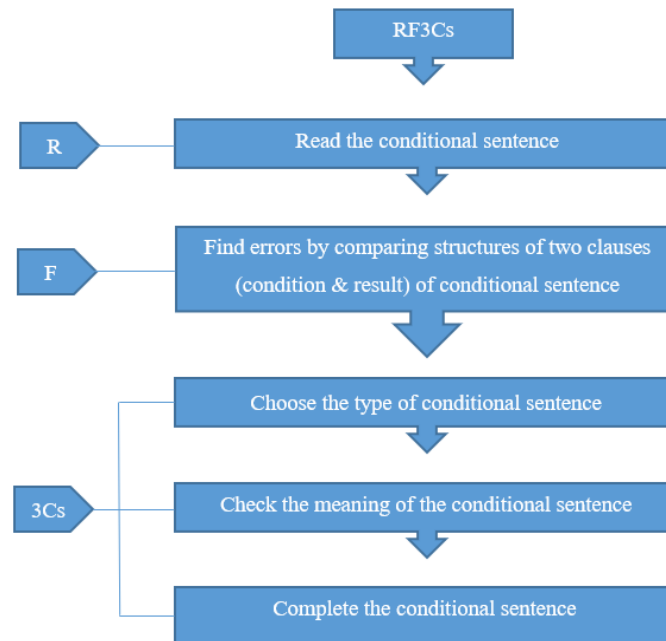 RF3Cs
R
Read the conditional sentence
F
Find errors by comparing structures of two clauses
(condition & result) of conditional sentence
Choose the type of conditional sentence
3Cs
Check the meaning of the conditional sentence
Complete the conditional sentence